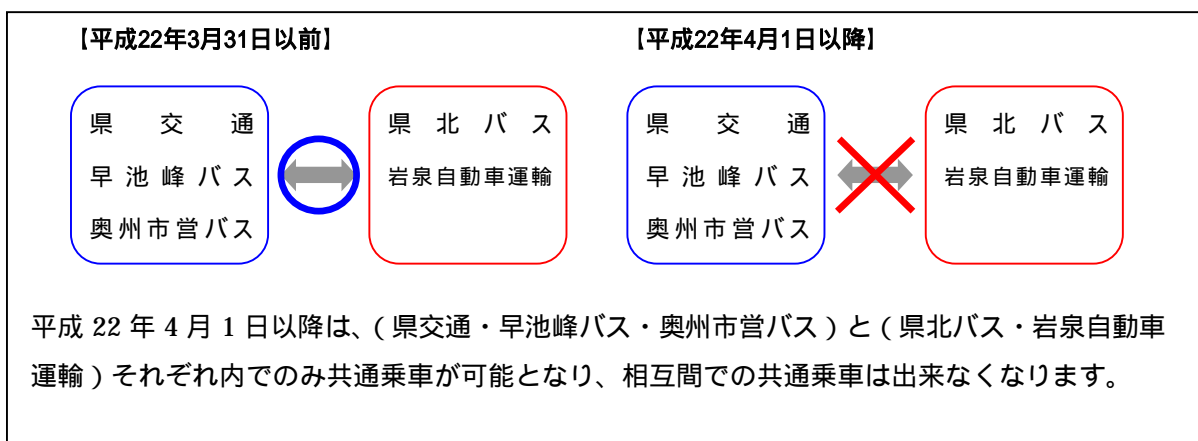 【平成22年3月31日以前】
【平成22年4月1日以降】
県交通
早池峰バス
奥州市営バス
県北バス
岩泉自動車運輸
県交通
早池峰バス
奥州市営バス
県北バス
岩泉自動車運輸
平成 22 年 4 月 1 日以降は、（県交通・早池峰バス・奥州市営バス）と（県北バス・岩泉自動車
運輸）それぞれ内でのみ共通乗車が可能となり、相互間での共通乗車は出来なくなります。